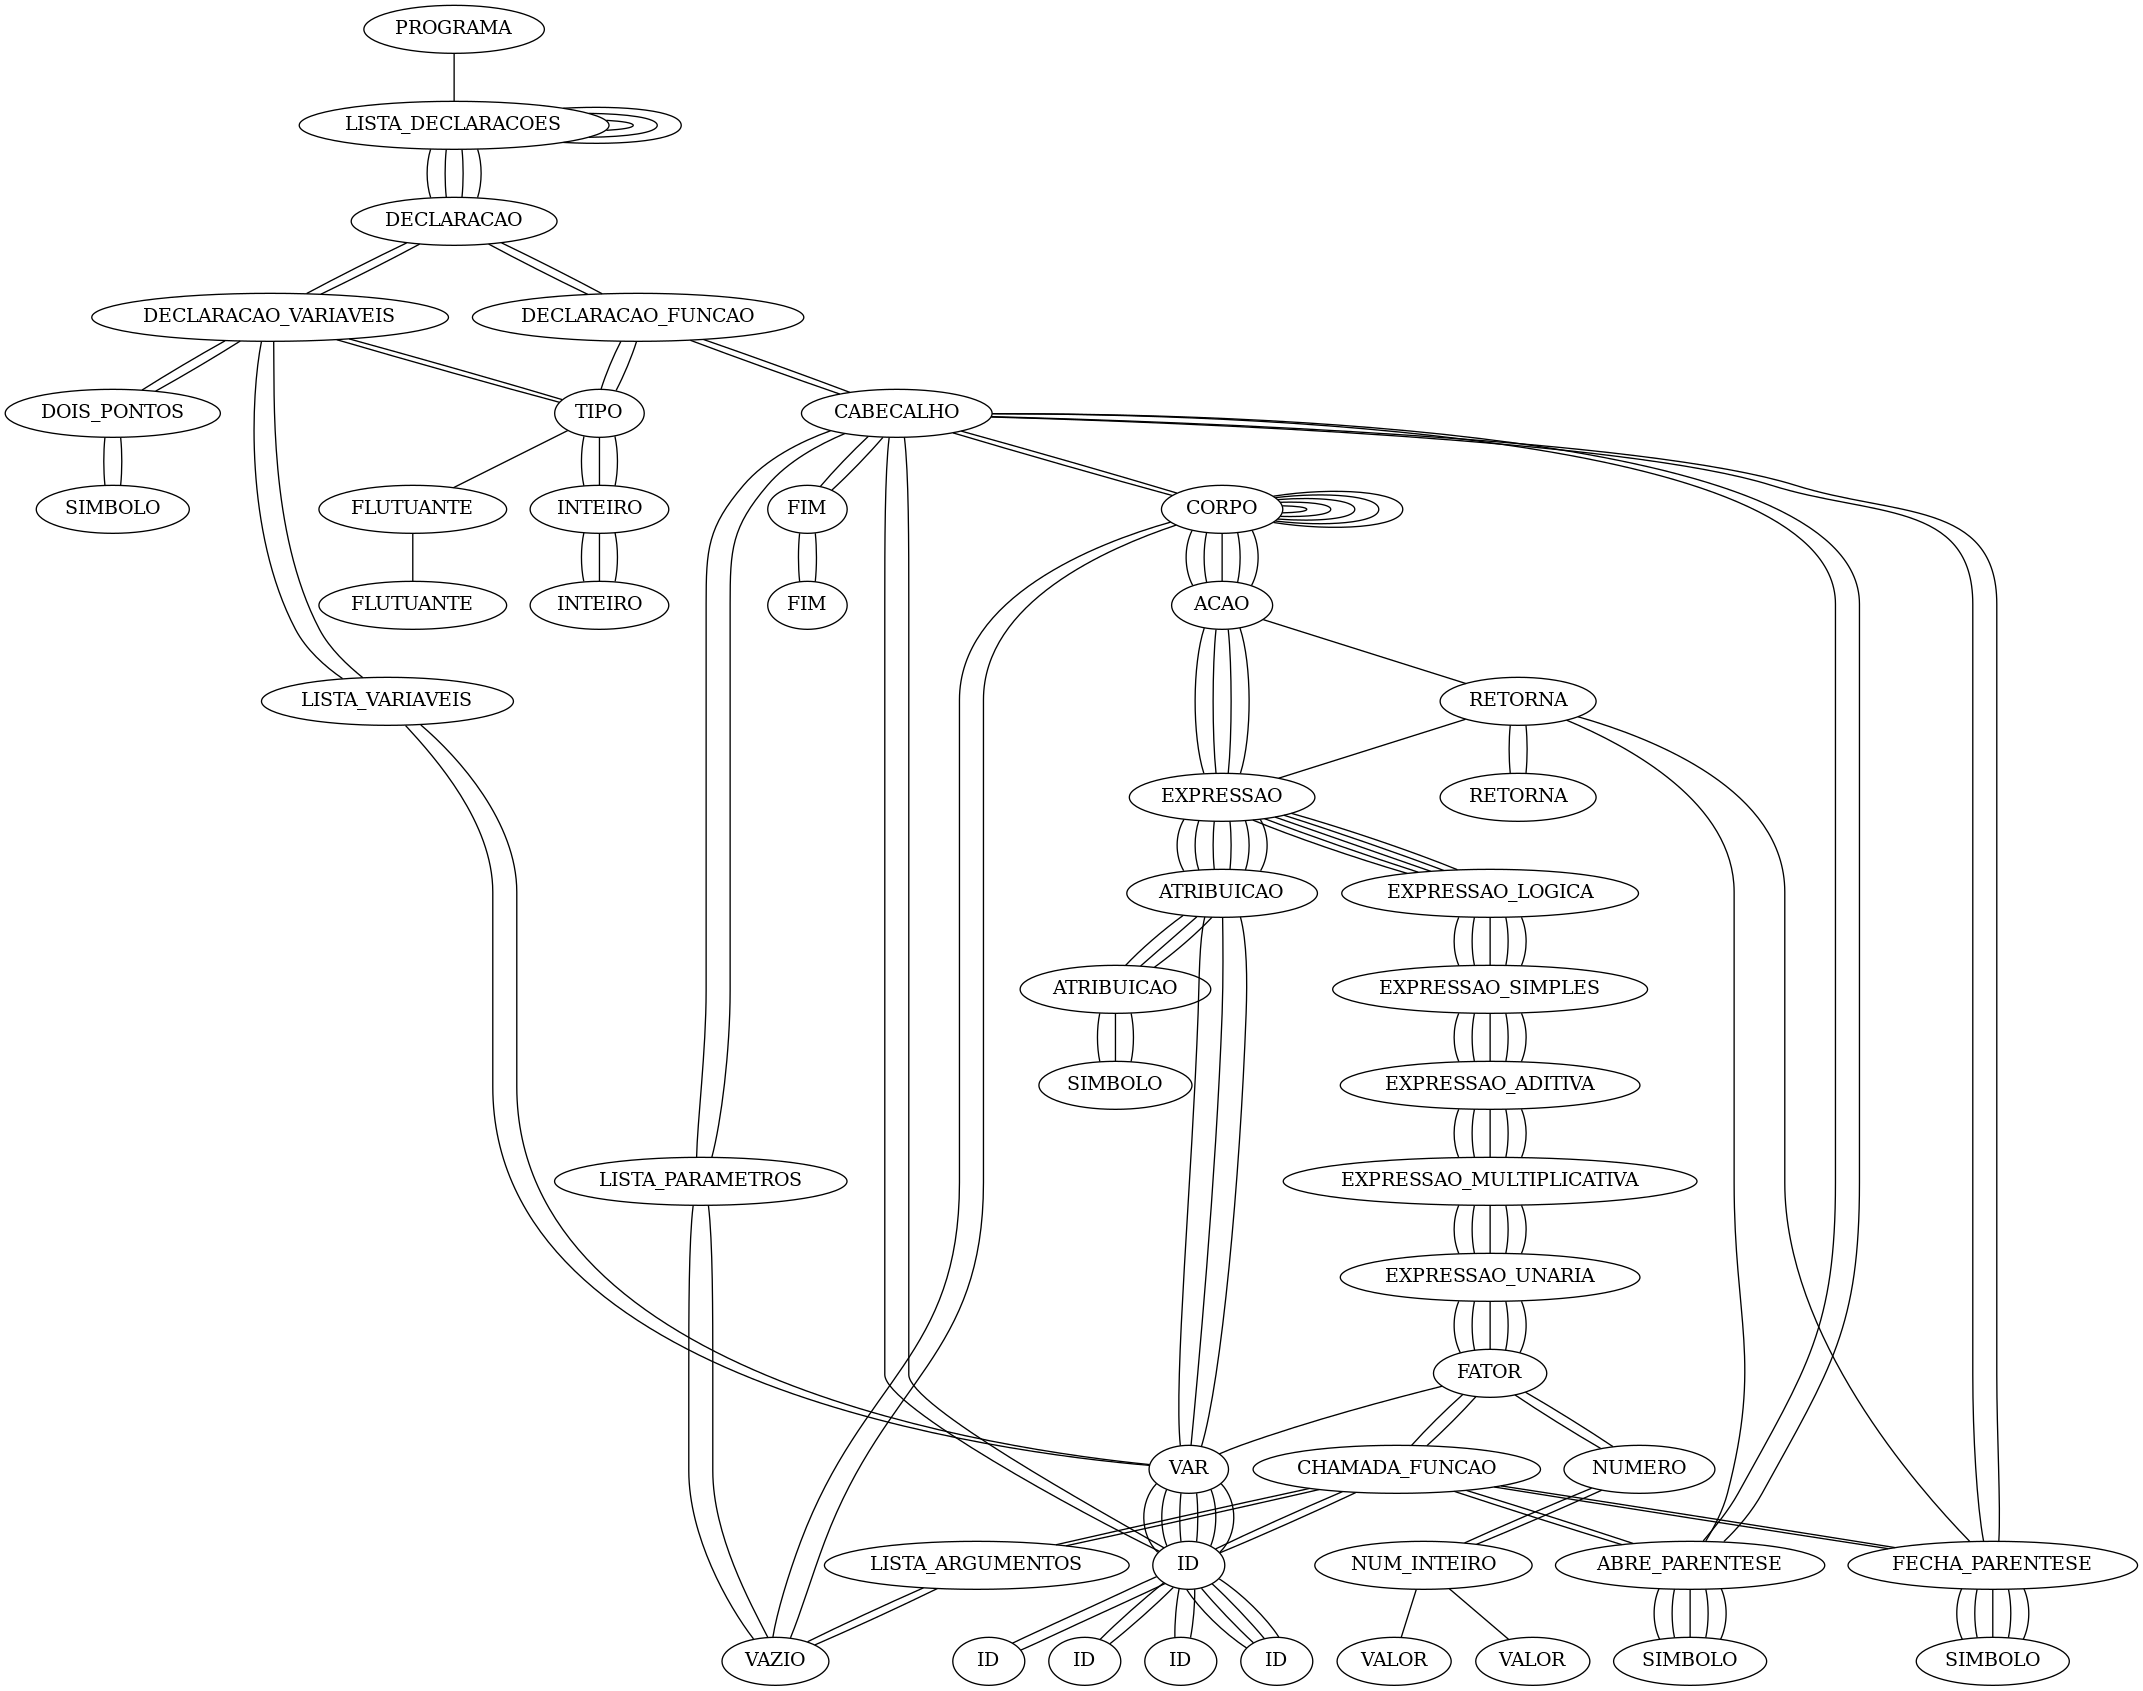 PROGRAMA
LISTA_DECLARACOES
DECLARACAO
DECLARACAO_VARIAVEIS
DECLARACAO_FUNCAO
DOIS_PONTOS
TIPO
CABECALHO
SIMBOLO
FLUTUANTE
INTEIRO
FIM
CORPO
FLUTUANTE
INTEIRO
FIM
ACAO
LISTA_VARIAVEIS
RETORNA
EXPRESSAO
RETORNA
ATRIBUICAO
EXPRESSAO_LOGICA
ATRIBUICAO
EXPRESSAO_SIMPLES
SIMBOLO
EXPRESSAO_ADITIVA
LISTA_PARAMETROS
EXPRESSAO_MULTIPLICATIVA
EXPRESSAO_UNARIA
FATOR
VAR
CHAMADA_FUNCAO
NUMERO
LISTA_ARGUMENTOS
ID
NUM_INTEIRO
ABRE_PARENTESE
FECHA_PARENTESE
VAZIO
ID
ID
ID
ID
VALOR
VALOR
SIMBOLO
SIMBOLO